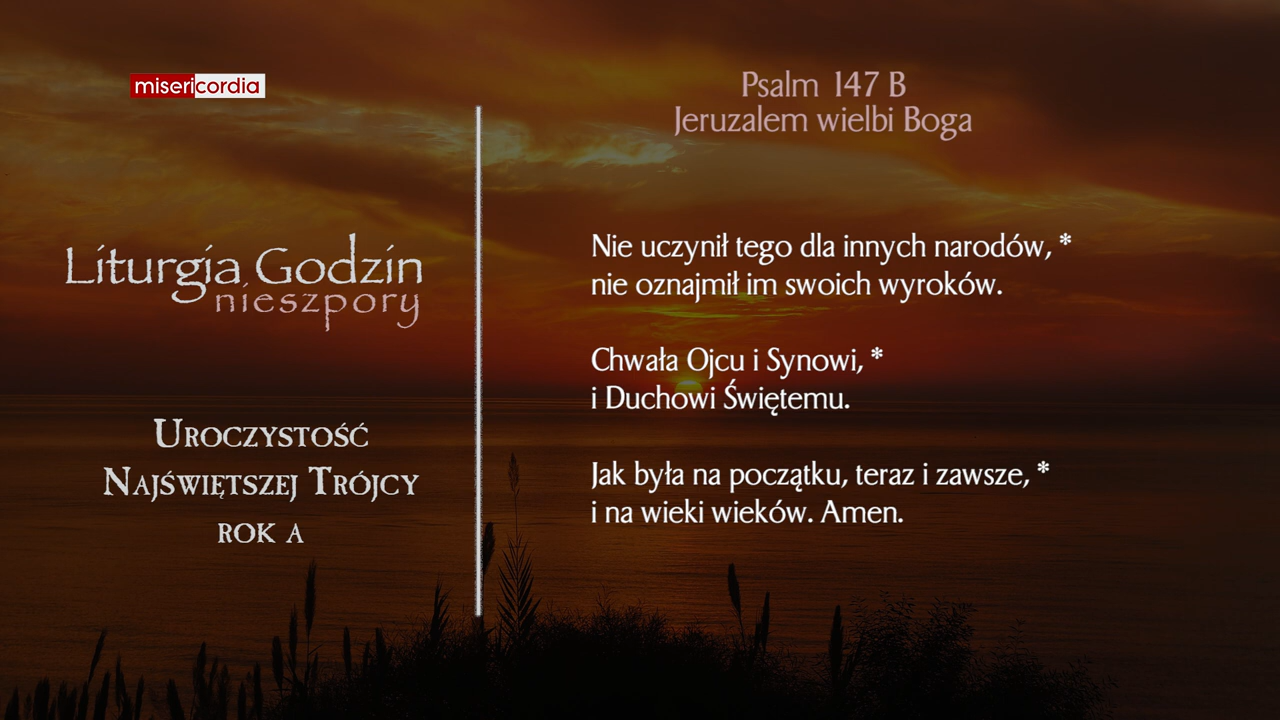 misericordia
Liturgia Godzin
nieszpory
Uroczystość
Najświętszej Trójcy
rok A
Psalm 147 B
Jeruzalem wielbi Boga
Nie uczynił tego dla innych narodów, *
nie oznajmił im swoich wyroków.
Chwała Ojcu i Synowi, *
i Duchowi Świętemu.
Jak była na początku, teraz i zawsze, *
i na wieki wieków. Amen.